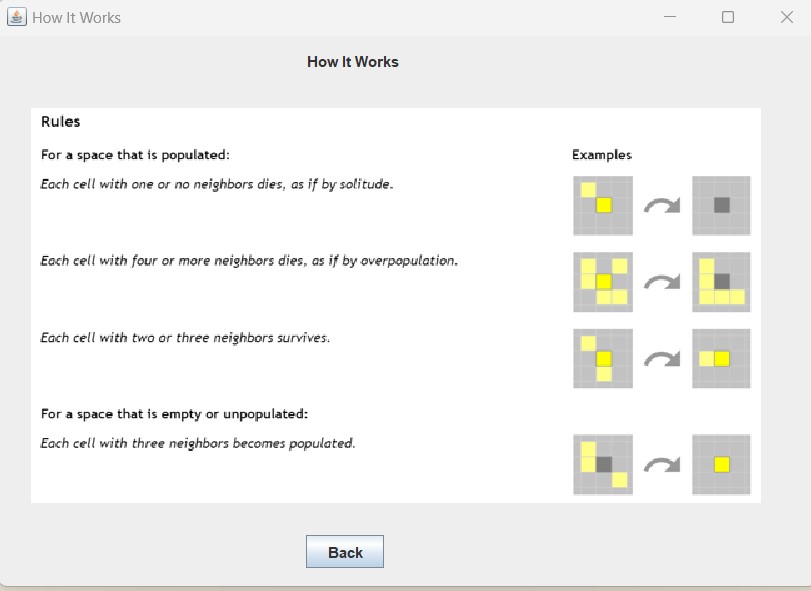 How It Works
How It Works
Rules
For a space that is populated:
Examples
Each cell with one or no neighbors dies, as if by solitude.
Each cell with four or more neighbors dies, as if by overpopulation.
Each cell with two or three neighbors survives.
For a space that is empty or unpopulated:
Each cell with three neighbors becomes populated.
Back